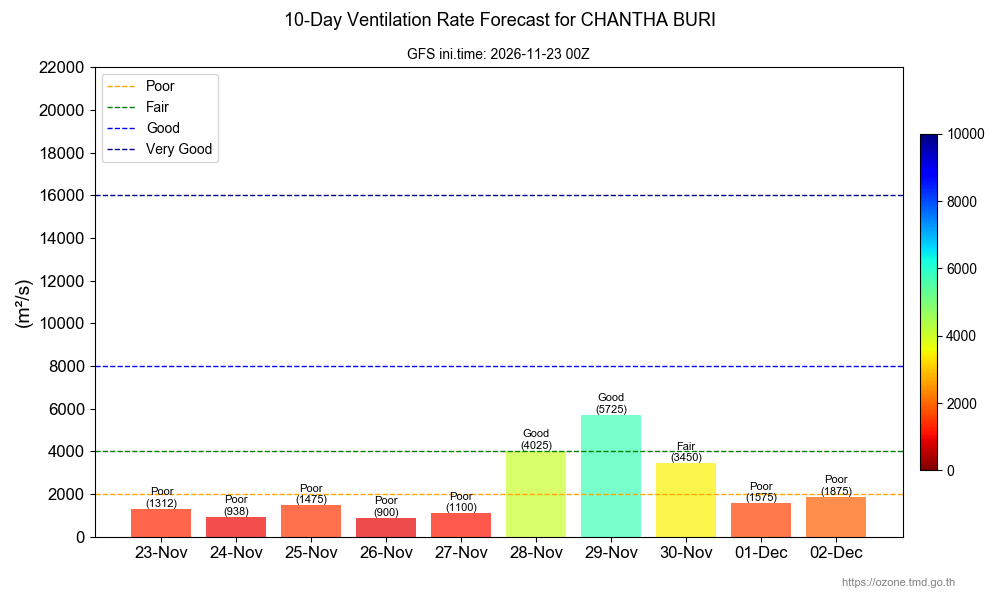 10-Day Ventilation Rate Forecast for CHANTHA BURI
GFS ini.time: 2026-11-23 00Z
(m²/s)
22000
20000
18000
16000
14000
12000
10000
8000
6000
4000
2000
0
Poor
Fair
Good
Very Good
Poor
(1312)
Poor
(938)
Poor
(1475)
Poor
(900)
Poor
(1100)
Good
(4025)
Good
(5725)
Fair
(3450)
Poor
(1575)
Poor
(1875)
23-Nov 24-Nov 25-Nov 26-Nov 27-Nov 28-Nov 29-Nov 30-Nov 01-Dec 02-Dec
10000
8000
6000
4000
2000
0
https://ozone.tmd.go.th